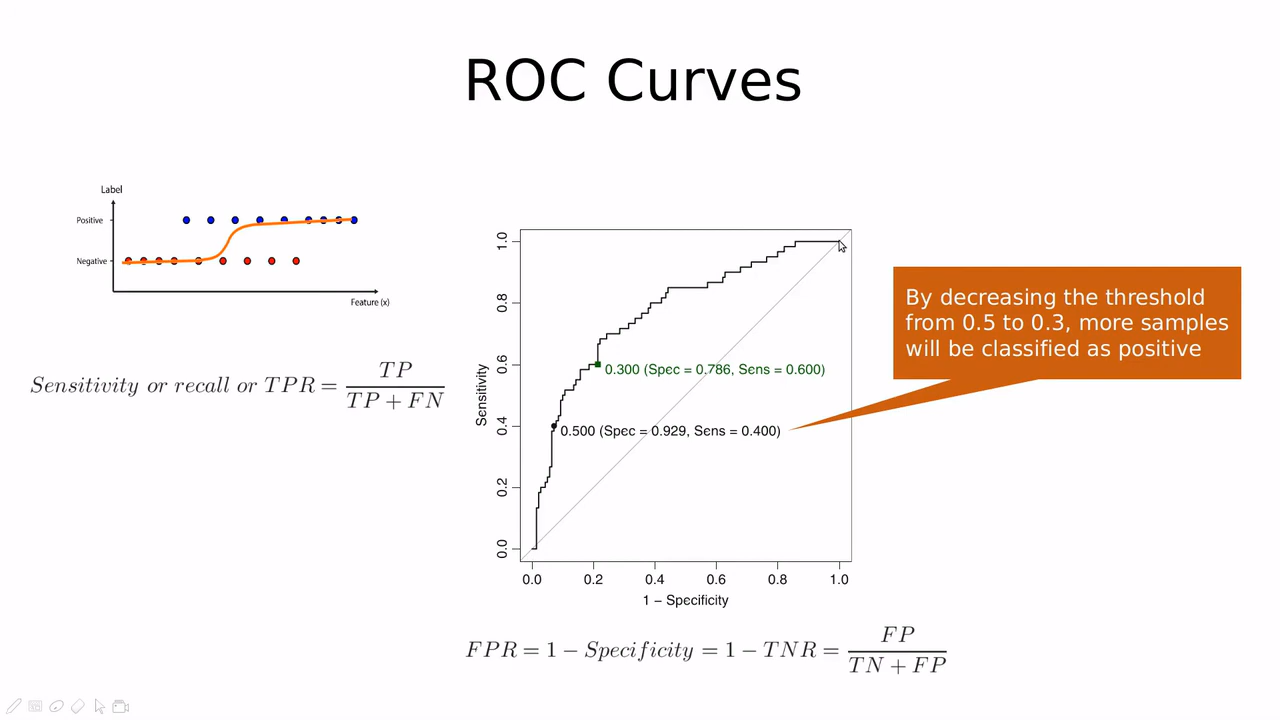 ROC Curves
Label
Positive
Negative
Feature (x)
Sensitivity or recall or TPR = TP / TP + FN
Sensitivity
1.0
0.8
0.6
0.4
0.2
0.0
0.300 (Spec = 0.786, Sens = 0.600)
0.500 (Spec = 0.929, Sens = 0.400)
0.0 0.2 0.4 0.6 0.8 1.0
1 – Specificity
By decreasing the threshold
from 0.5 to 0.3, more samples
will be classified as positive
FPR = 1 − Specificity = 1 − TNR = FP / TN + FP